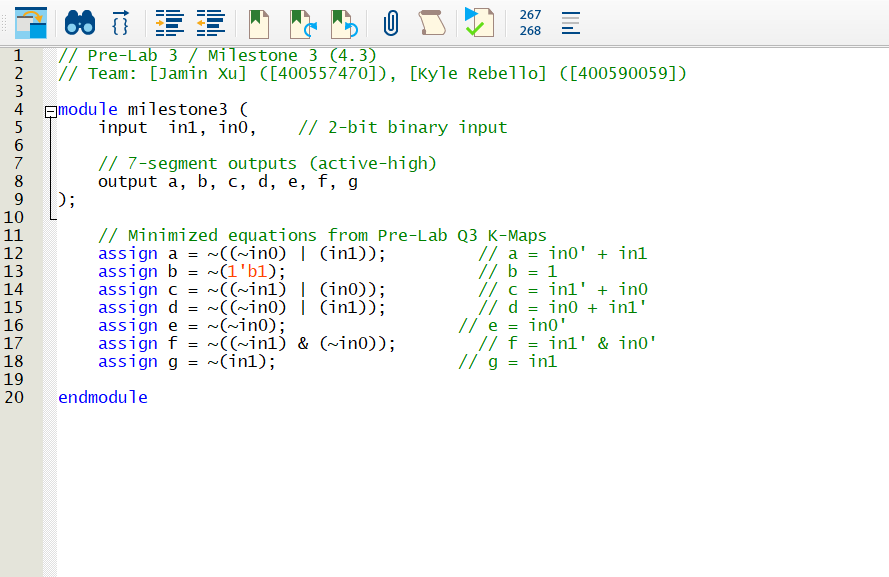 267
268
1 // Pre-Lab 3 / Milestone 3 (4.3)
2 // Team: [Jamin Xu] ([400557470]), [Kyle Rebello] ([400590059])
3
4 module milestone3 (
5 input in1, in0, // 2-bit binary input
6
7 // 7-segment outputs (active-high)
8 output a, b, c, d, e, f, g
9 );
10
11 // Minimized equations from Pre-Lab Q3 K-Maps
12 assign a = ~((~in0) | (in1)); // a = in0' + in1
13 assign b = ~(1'b1); // b = 1
14 assign c = ~((~in1) | (in0)); // c = in1' + in0
15 assign d = ~((~in0) | (in1)); // d = in0 + in1'
16 assign e = ~(~in0); // e = in0'
17 assign f = ~((~in1) & (~in0)); // f = in1' & in0'
18 assign g = ~(in1); // g = in1
19
20 endmodule